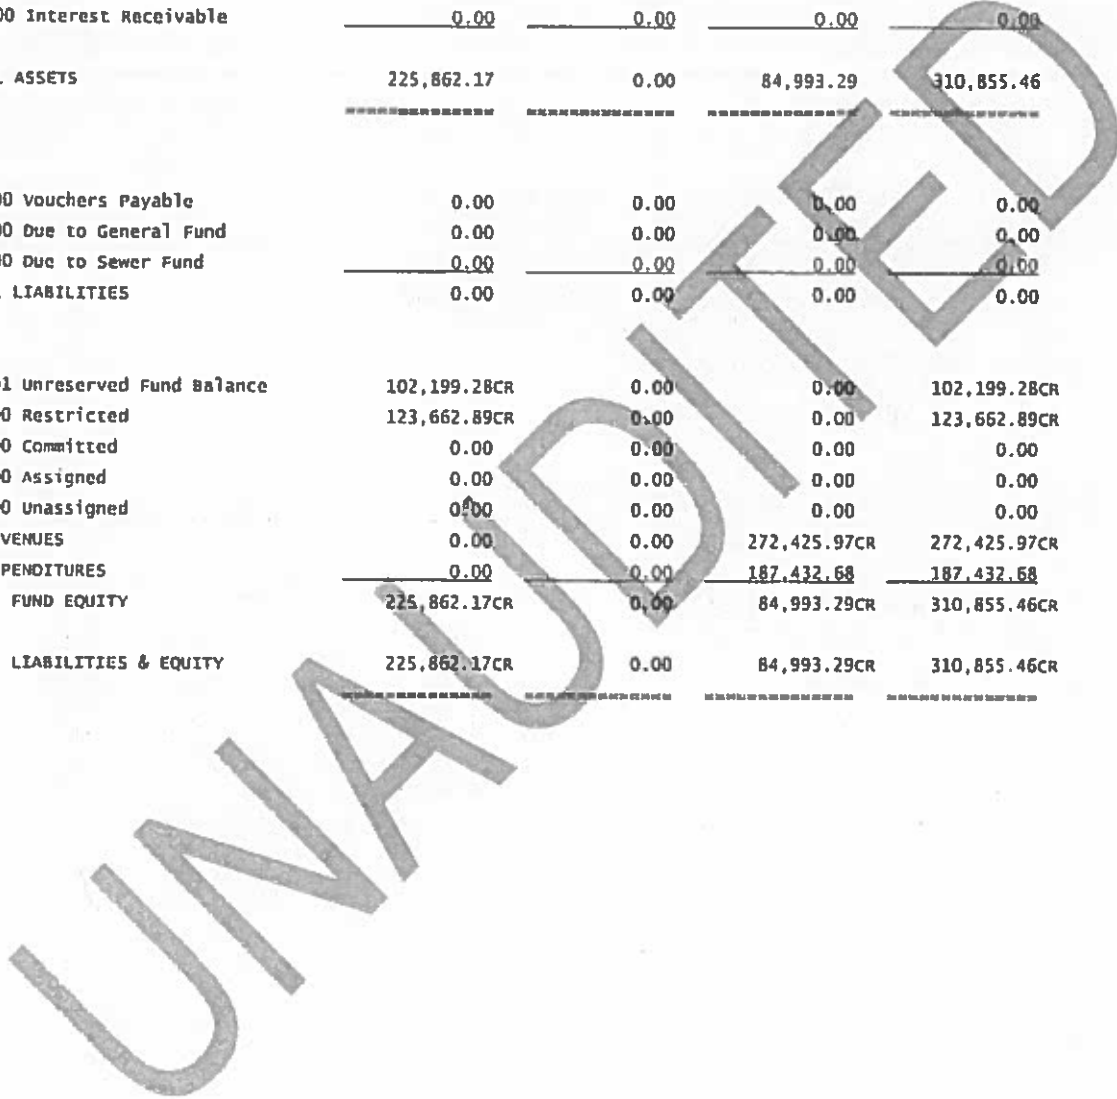 00 Interest Receivable 0.00 0.00 0.00 0.00
L ASSETS 225,862.17 0.00 84,993.29 310,855.46
00 Vouchers Payable 0.00 0.00 0.00 0.00
00 Due to General Fund 0.00 0.00 0.00 0.00
00 Due to Sewer Fund 0.00 0.00 0.00 0.00
L LIABILITIES 0.00 0.00 0.00 0.00
01 Unreserved Fund Balance 102,199.28CR 0.00 0.00 102,199.28CR
00 Restricted 123,662.89CR 0.00 0.00 123,662.89CR
00 Committed 0.00 0.00 0.00 0.00
00 Assigned 0.00 0.00 0.00 0.00
00 Unassigned 0.00 0.00 0.00 0.00
VENUES 0.00 0.00 272,425.97CR 272,425.97CR
PENDITURES 0.00 0.00 187,432.68 187,432.68
FUND EQUITY 225,862.17CR 0.00 84,993.29CR 310,855.46CR
LIABILITIES & EQUITY 225,862.17CR 0.00 84,993.29CR 310,855.46CR
UNAUDITED